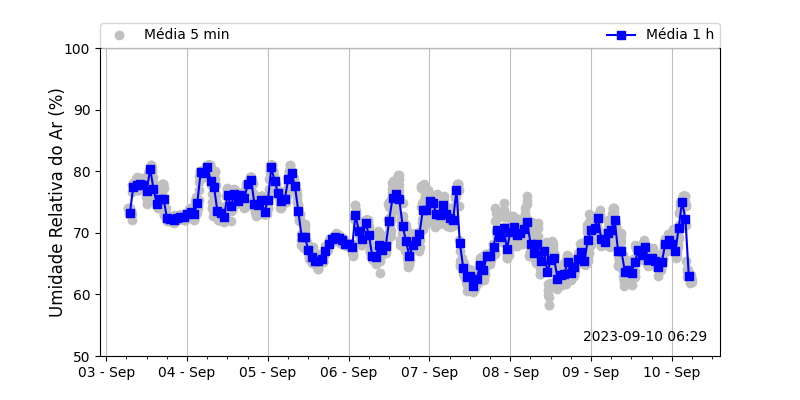 Média 5 min Média 1 h
Umidade Relativa do Ar (%)
100
90
80
70
60
50
2023-09-10 06:29
03 - Sep 04 - Sep 05 - Sep 06 - Sep 07 - Sep 08 - Sep 09 - Sep 10 - Sep